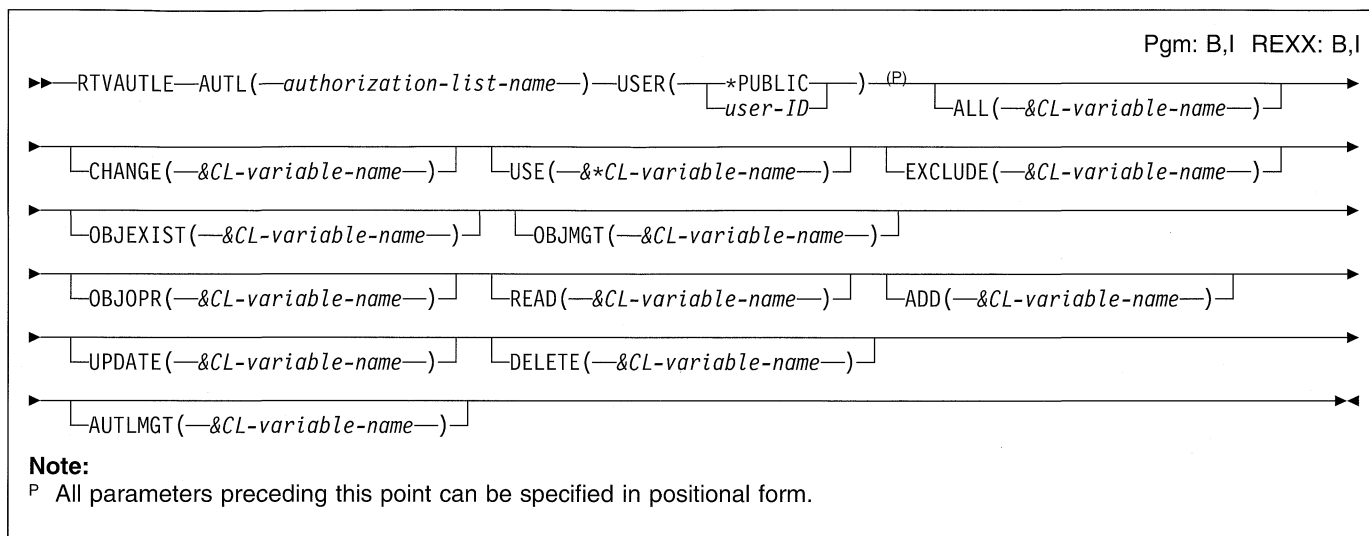 Pgm: B,I REXX: B,I
RTVAUTLE AUTL( authorization-list-name ) USER( *PUBLIC ) (P)
user-ID ALL( &CL-variable-name )
CHANGE( &CL-variable-name ) USE( &*CL-variable-name ) EXCLUDE( &CL-variable-name )
OBJEXIST( &CL-variable-name ) OBJMGT( &CL-variable-name )
OBJOPR( &CL-variable-name ) READ( &CL-variable-name ) ADD( &CL-variable-name )
UPDATE( &CL-variable-name ) DELETE( &CL-variable-name )
AUTLMGT( &CL-variable-name )
Note:
P All parameters preceding this point can be specified in positional form.